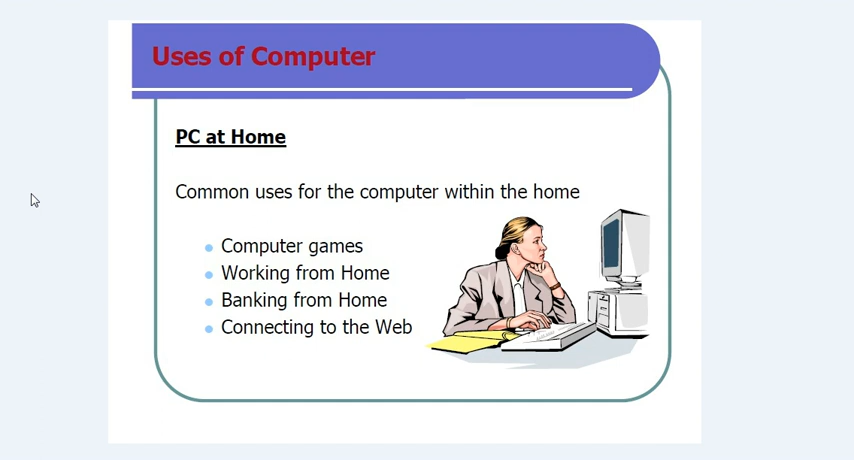 Uses of Computer
PC at Home
Common uses for the computer within the home
Computer games
Working from Home
Banking from Home
Connecting to the Web